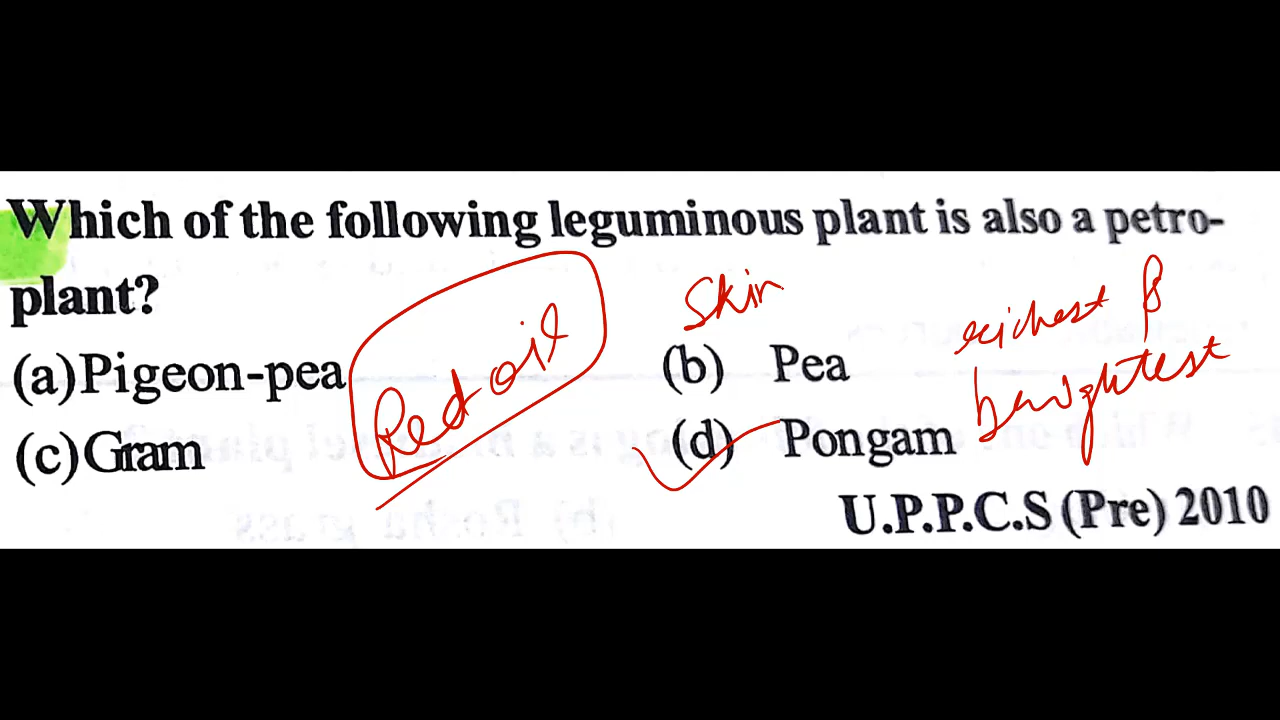 Which of the following leguminous plant is also a petro-
plant?
Skin
richest &
(a) Pigeon-pea Red oil (b) Pea brightest
(c) Gram (d) Pongam
U.P.P.C.S (Pre) 2010